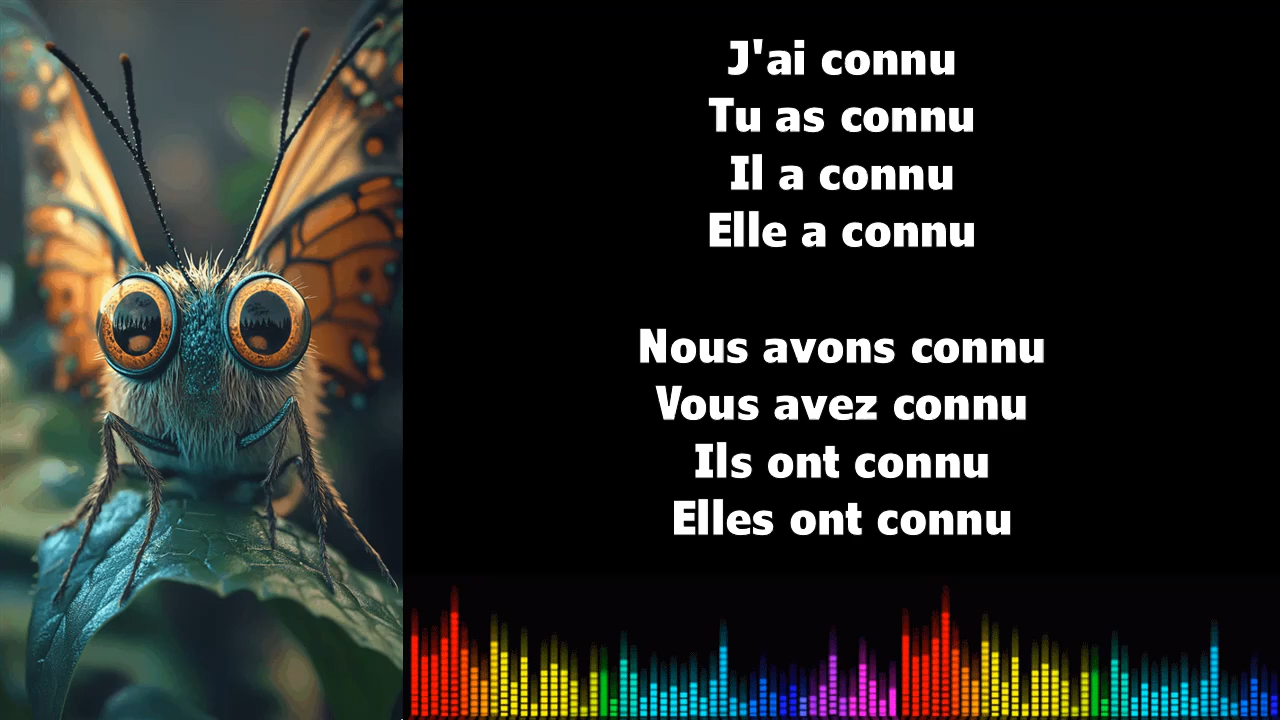 J'ai connu
Tu as connu
Il a connu
Elle a connu
Nous avons connu
Vous avez connu
Ils ont connu
Elles ont connu